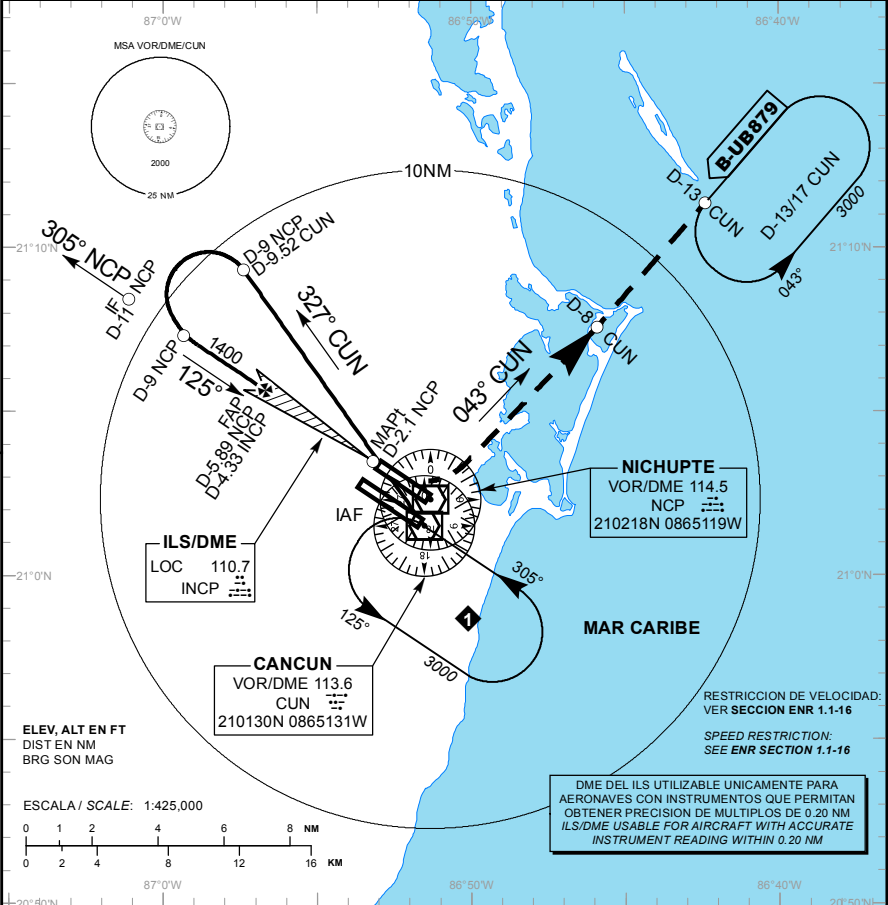 87°0'W
86°50'W
86°40'W
MSA VOR/DME/CUN
2000
25 NM
10NM
B-UB879
D-13 CUN
D-13/17 CUN
3000
043°
21°10'N
21°10'N
305° NCP
IF
D-11 NCP
D-9 NCP
D-9.52 CUN
327° CUN
D-8 CUN
043° CUN
D-9 NCP
1400
125°
FAP
D-5.89 NCP
D-4.33 INCP
MAPt
D-2.1 NCP
NICHUPTE
VOR/DME 114.5
NCP
210218N 0865119W
IAF
0
9
9
18
18
ILS/DME
LOC 110.7
INCP
21°0'N
21°0'N
305°
125°
3000
1
MAR CARIBE
CANCUN
VOR/DME 113.6
CUN
210130N 0865131W
RESTRICCION DE VELOCIDAD:
VER SECCION ENR 1.1-16
SPEED RESTRICTION:
SEE ENR SECTION 1.1-16
ELEV, ALT EN FT
DIST EN NM
BRG SON MAG
DME DEL ILS UTILIZABLE UNICAMENTE PARA
AERONAVES CON INSTRUMENTOS QUE PERMITAN
OBTENER PRECISION DE MULTIPLOS DE 0.20 NM
ILS/DME USABLE FOR AIRCRAFT WITH ACCURATE
INSTRUMENT READING WITHIN 0.20 NM
ESCALA / SCALE: 1:425,000
0 1 2 4 6 8 NM
0 2 4 8 12 16 KM
87°0'W
86°50'W
86°40'W
20°50'N
20°50'N